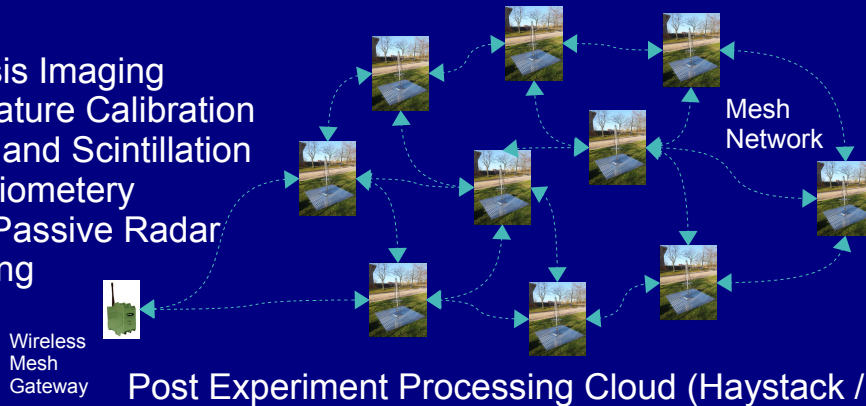 sis Imaging
ature Calibration
and Scintillation
iometery
Passive Radar
ng
Mesh
Network
Wireless
Mesh
Gateway
Post Experiment Processing Cloud (Haystack /